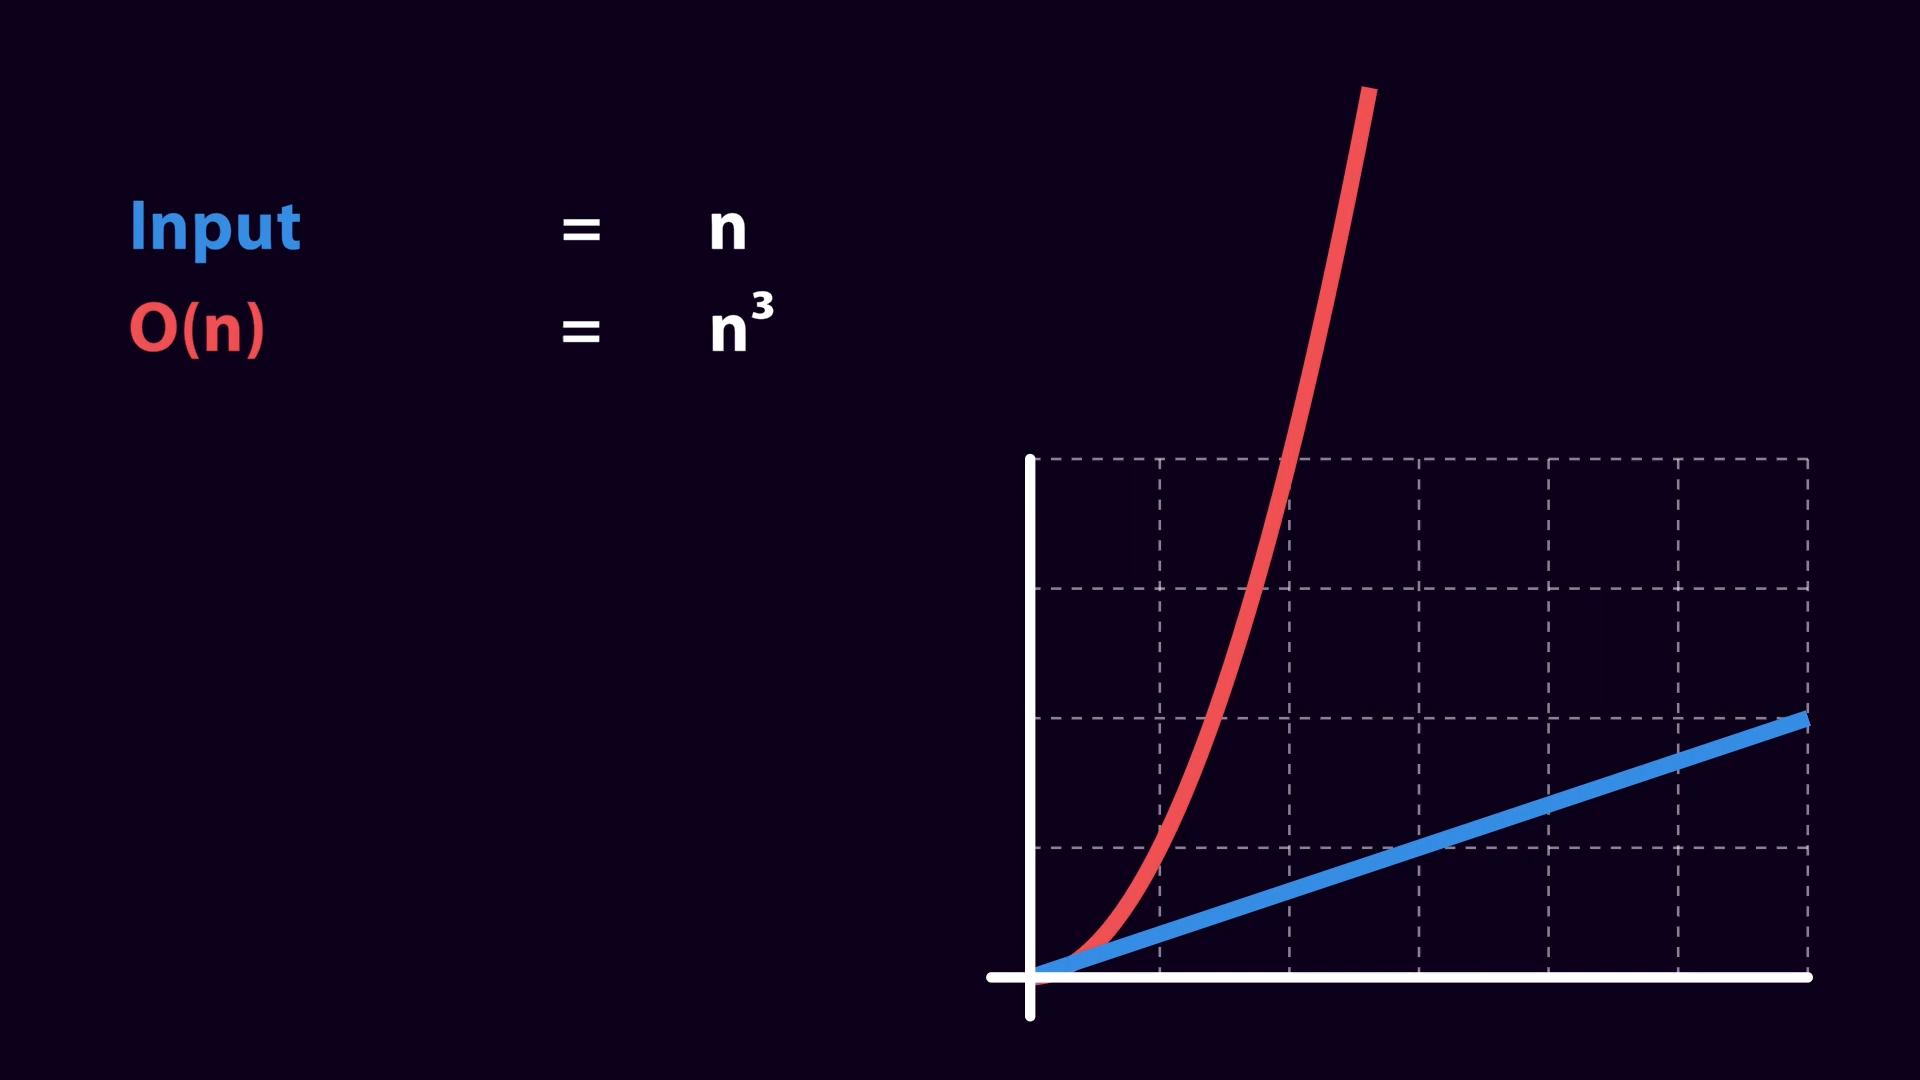 Input = n
O(n) = n³